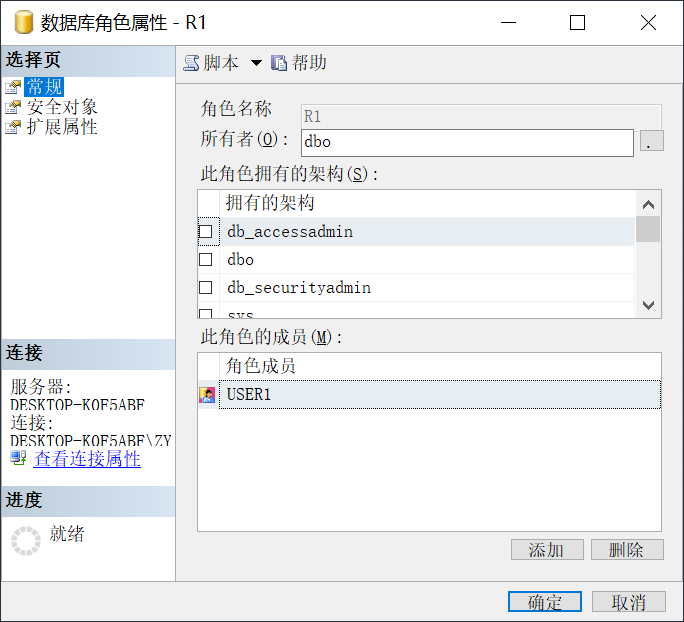 数据库角色属性 - R1
选择页
常规
安全对象
扩展属性
脚本
帮助
角色名称
R1
所有者(O):
dbo
.
此角色拥有的架构(S):
拥有的架构
db_accessadmin
dbo
db_securityadmin
sys
此角色的成员(M):
角色成员
USER1
添加
删除
连接
服务器:
DESKTOP-K0F5ABF
连接:
DESKTOP-K0F5ABF\ZY
查看连接属性
进度
就绪
确定
取消